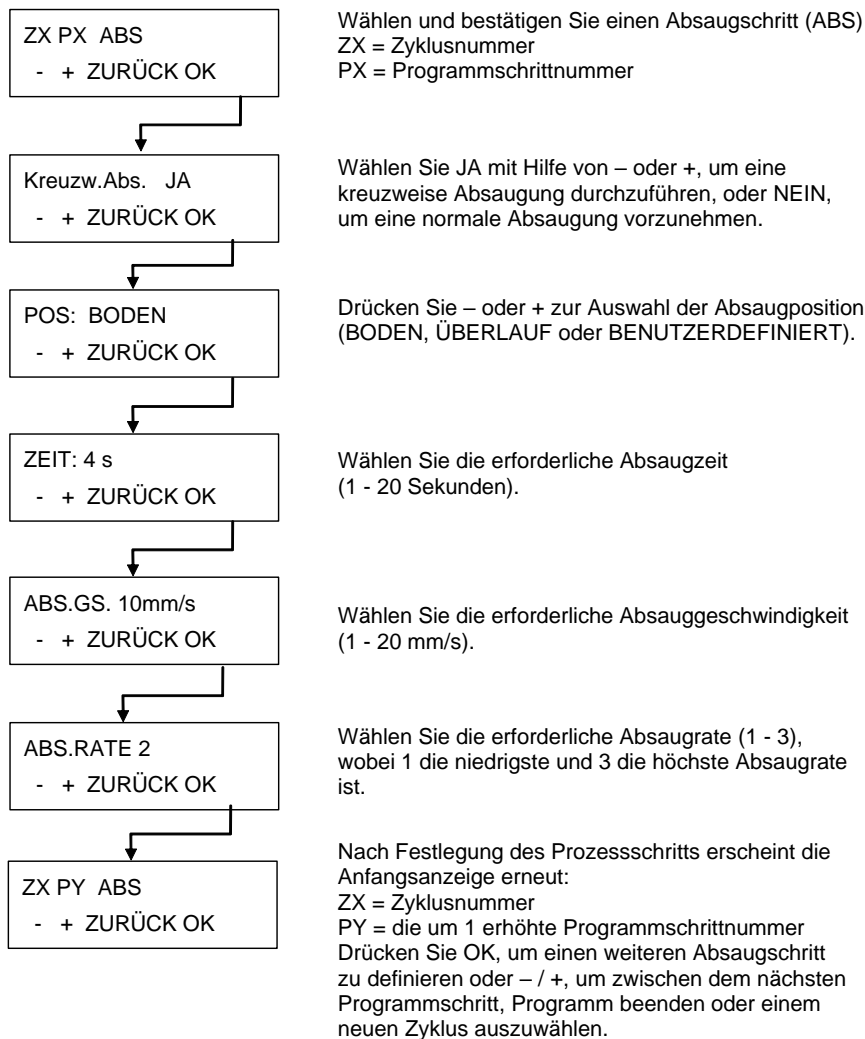 ZX PX ABS
- + ZURÜCK OK
Wählen und bestätigen Sie einen Absaugschritt (ABS)
ZX = Zyklusnummer
PX = Programmschrittnummer
Kreuzw.Abs. JA
- + ZURÜCK OK
Wählen Sie JA mit Hilfe von – oder +, um eine
kreuzweise Absaugung durchzuführen, oder NEIN,
um eine normale Absaugung vorzunehmen.
POS: BODEN
- + ZURÜCK OK
Drücken Sie – oder + zur Auswahl der Absaugposition
(BODEN, ÜBERLAUF oder BENUTZERDEFINIERT).
ZEIT: 4 s
- + ZURÜCK OK
Wählen Sie die erforderliche Absaugzeit
(1 - 20 Sekunden).
ABS.GS. 10mm/s
- + ZURÜCK OK
Wählen Sie die erforderliche Absauggeschwindigkeit
(1 - 20 mm/s).
ABS.RATE 2
- + ZURÜCK OK
Wählen Sie die erforderliche Absaugrate (1 - 3),
wobei 1 die niedrigste und 3 die höchste Absaugrate
ist.
ZX PY ABS
- + ZURÜCK OK
Nach Festlegung des Prozessschritts erscheint die
Anfangsanzeige erneut:
ZX = Zyklusnummer
PY = die um 1 erhöhte Programmschrittnummer
Drücken Sie OK, um einen weiteren Absaugschritt
zu definieren oder – / +, um zwischen dem nächsten
Programmschritt, Programm beenden oder einem
neuen Zyklus auszuwählen.